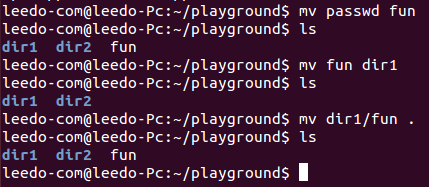 leedo-com@leedo-Pc:~/playground$ mv passwd fun
leedo-com@leedo-Pc:~/playground$ ls
dir1  dir2  fun
leedo-com@leedo-Pc:~/playground$ mv fun dir1
leedo-com@leedo-Pc:~/playground$ ls
dir1  dir2
leedo-com@leedo-Pc:~/playground$ mv dir1/fun .
leedo-com@leedo-Pc:~/playground$ ls
dir1  dir2  fun
leedo-com@leedo-Pc:~/playground$